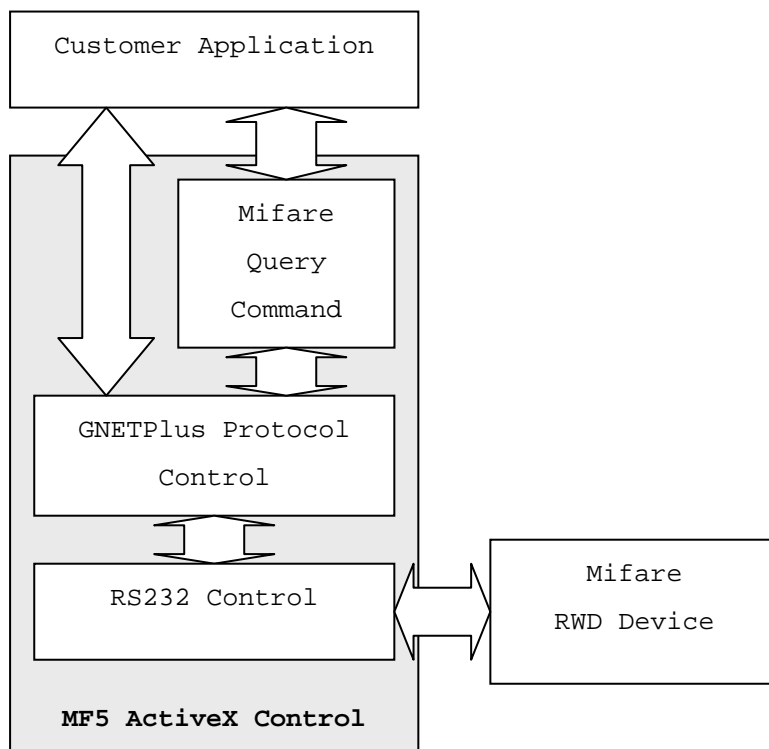 Customer Application
Mifare
Query
Command
GNETPlus Protocol
Control
RS232 Control
Mifare
RWD Device
MF5 ActiveX Control